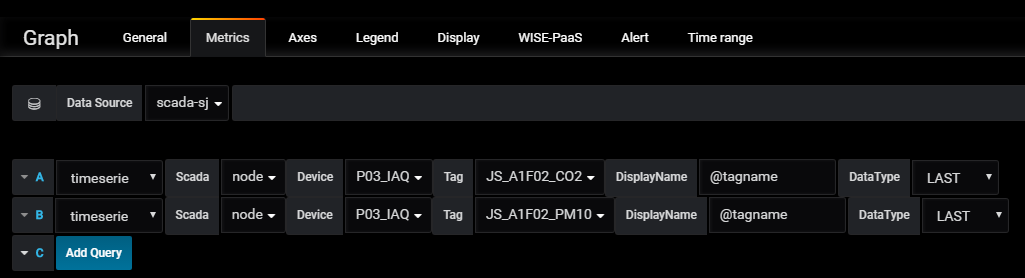 Graph General Metrics Axes Legend Display WISE-PaaS Alert Time range
Data Source scada-sj
A timeserie Scada node Device P03_IAQ Tag JS_A1F02_CO2 DisplayName @tagname DataType LAST
B timeserie Scada node Device P03_IAQ Tag JS_A1F02_PM10 DisplayName @tagname DataType LAST
C Add Query